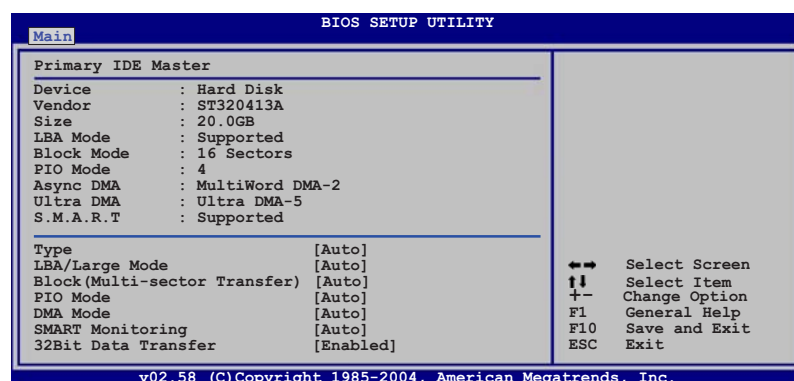 BIOS SETUP UTILITY
Main
Primary IDE Master
Device : Hard Disk
Vendor : ST320413A
Size : 20.0GB
LBA Mode : Supported
Block Mode : 16 Sectors
PIO Mode : 4
Async DMA : MultiWord DMA-2
Ultra DMA : Ultra DMA-5
S.M.A.R.T : Supported
Type [Auto]
LBA/Large Mode [Auto]
Block(Multi-sector Transfer) [Auto]
PIO Mode [Auto]
DMA Mode [Auto]
SMART Monitoring [Auto]
32Bit Data Transfer [Enabled]
←→ Select Screen
↑↓ Select Item
+- Change Option
F1 General Help
F10 Save and Exit
ESC Exit
v02.58 (C)Copyright 1985-2004, American Megatrends, Inc.